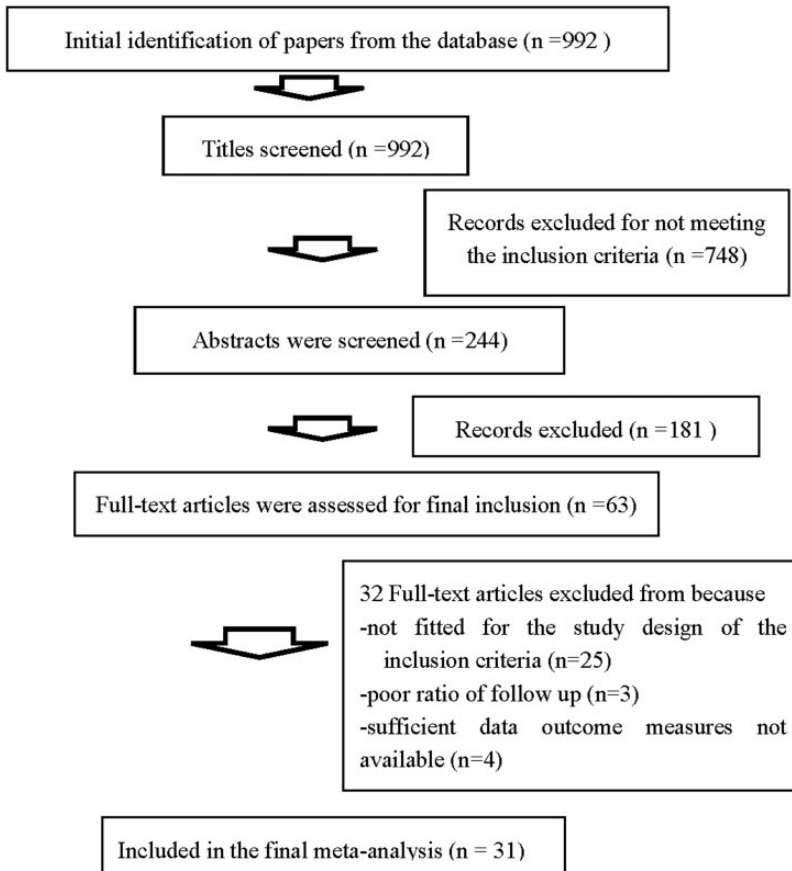 Initial identification of papers from the database (n =992 )
Titles screened (n =992)
Records excluded for not meeting
the inclusion criteria (n =748)
Abstracts were screened (n =244)
Records excluded (n =181 )
Full-text articles were assessed for final inclusion (n =63)
32 Full-text articles excluded from because
-not fitted for the study design of the
inclusion criteria (n=25)
-poor ratio of follow up (n=3)
-sufficient data outcome measures not
available (n=4)
Included in the final meta-analysis (n = 31)